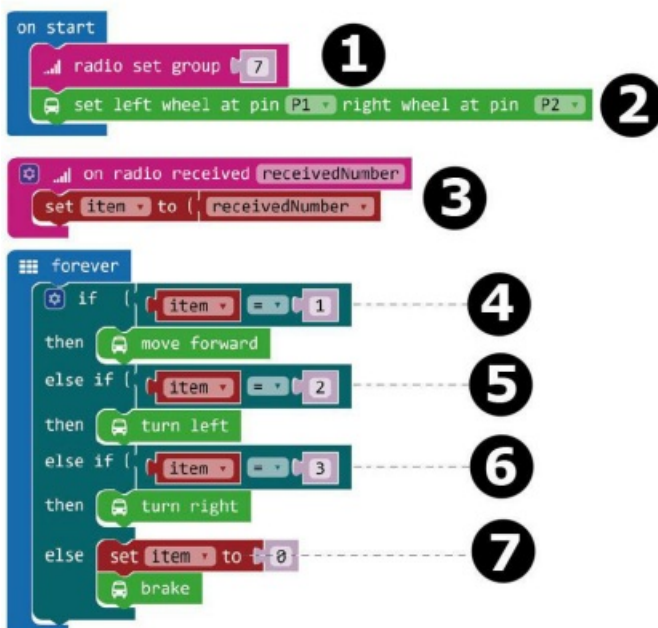 on start
radio set group 7
1
set left wheel at pin P1 right wheel at pin P2
2
on radio received receivedNumber
set item to ( receivedNumber
3
forever
if ( item = 1
4
then move forward
else if ( item = 2
5
then turn left
else if ( item = 3
6
then turn right
else set item to 0
7
brake